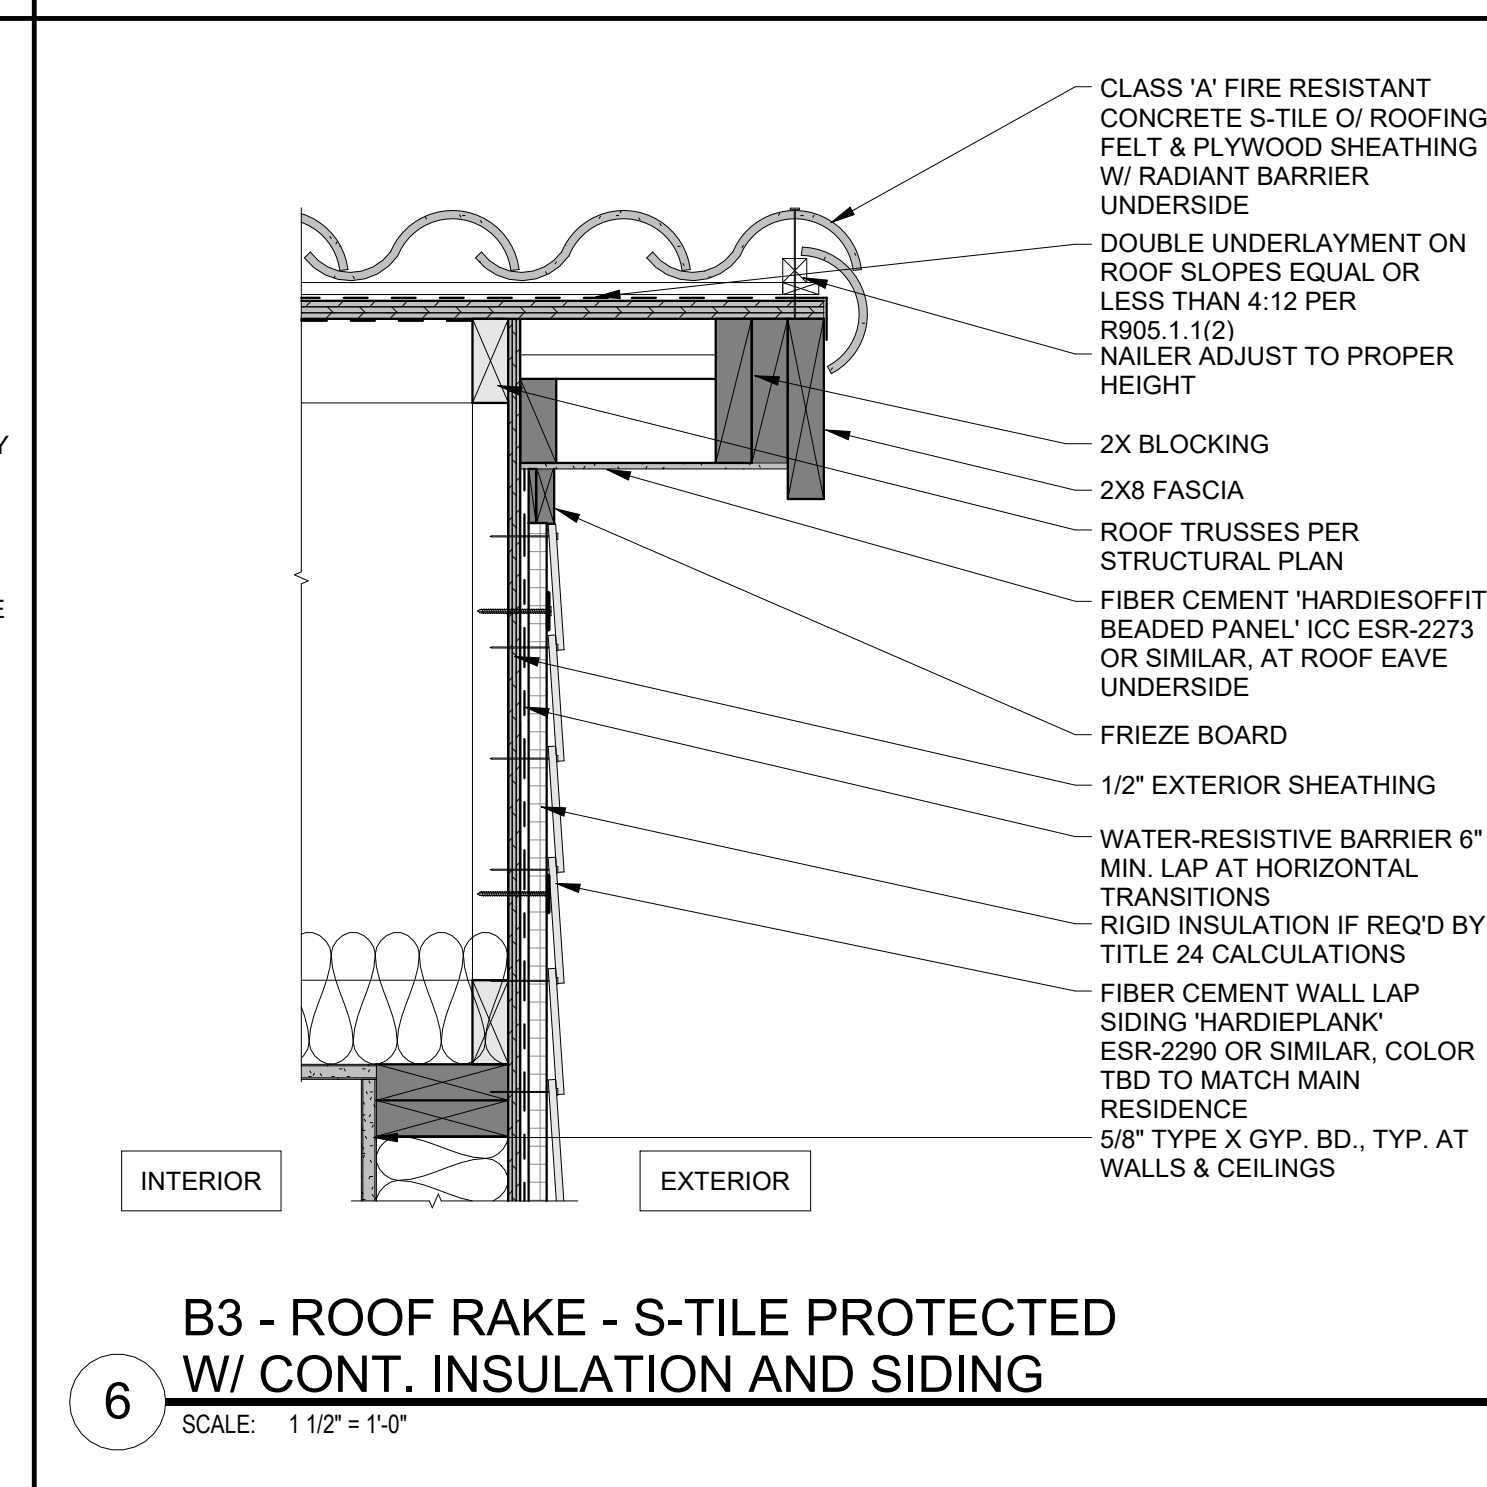 CLASS 'A' FIRE RESISTANT
CONCRETE S-TILE O/ ROOFING
FELT & PLYWOOD SHEATHING
W/ RADIANT BARRIER
UNDERSIDE
DOUBLE UNDERLAYMENT ON
ROOF SLOPES EQUAL OR
LESS THAN 4:12 PER
R905.1.1(2)
NAILER ADJUST TO PROPER
HEIGHT
2X BLOCKING
2X8 FASCIA
ROOF TRUSSES PER
STRUCTURAL PLAN
FIBER CEMENT 'HARDIESOFFIT
BEADED PANEL' ICC ESR-2273
OR SIMILAR, AT ROOF EAVE
UNDERSIDE
FRIEZE BOARD
1/2" EXTERIOR SHEATHING
WATER-RESISTIVE BARRIER 6"
MIN. LAP AT HORIZONTAL
TRANSITIONS
RIGID INSULATION IF REQ'D BY
TITLE 24 CALCULATIONS
FIBER CEMENT WALL LAP
SIDING 'HARDIEPLANK'
ESR-2290 OR SIMILAR, COLOR
TBD TO MATCH MAIN
RESIDENCE
5/8" TYPE X GYP. BD., TYP. AT
WALLS & CEILINGS
INTERIOR
EXTERIOR
B3 - ROOF RAKE - S-TILE PROTECTED
W/ CONT. INSULATION AND SIDING
6
SCALE: 1 1/2" = 1'-0"